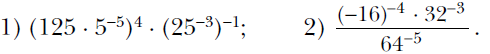 1) (125 · 5⁻⁵)⁴ · (25⁻³)⁻¹; 2) (−16)⁻⁴ · 32⁻³ / 64⁻⁵ .